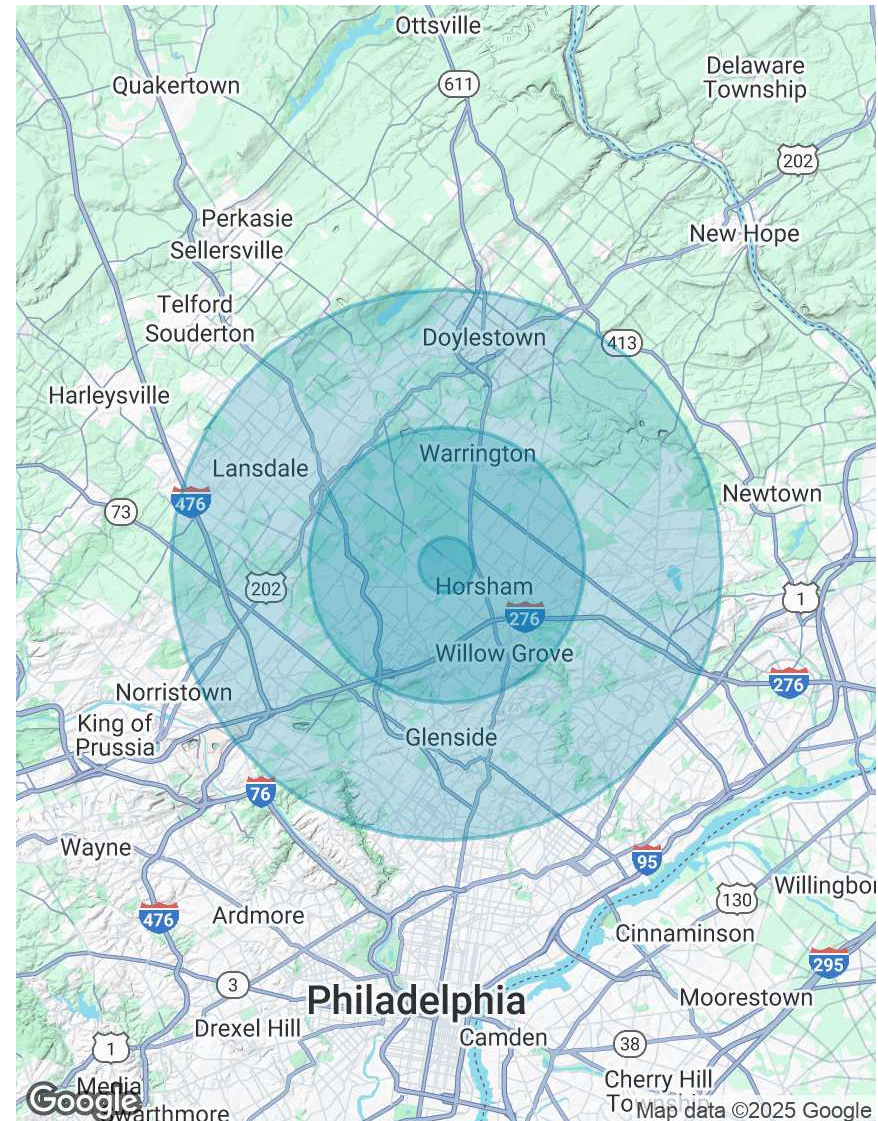 Ottsville
611
Quakertown
Delaware
Township
202
Perkasie
Sellersville
New Hope
Telford
Souderton
Doylestown
413
Harleysville
Warrington
Lansdale
476
Newtown
73
202
Horsham
1
276
Willow Grove
276
Norristown
King of
Prussia
Glenside
76
Wayne
95
130
Willingbor
476
Ardmore
Cinnaminson
295
3
Philadelphia
Moorestown
Drexel Hill
Camden
38
1
Cherry Hill
Township
Media
Google
Swarthmore
Map data ©2025 Google